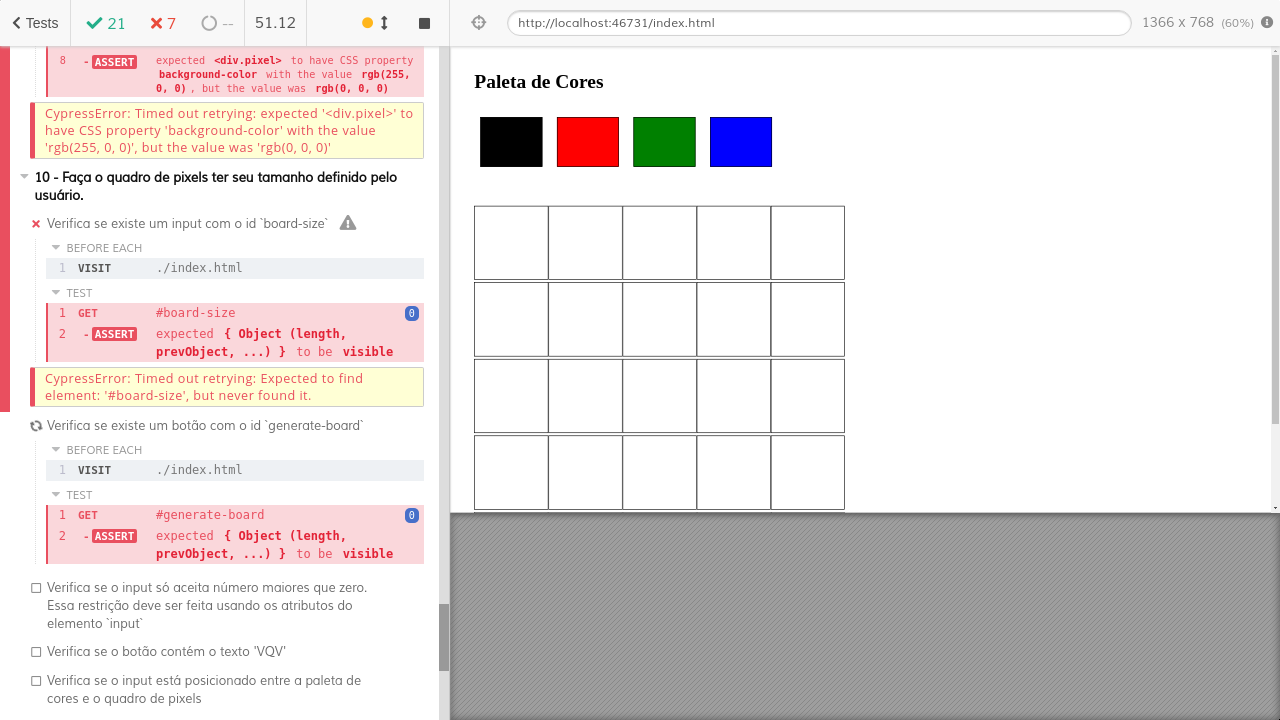 Tests 21 7 -- 51.12 http://localhost:46731/index.html 1366 x 768 (60%)
8 - ASSERT expected <div.pixel> to have CSS property
background-color with the value rgb(255,
0, 0), but the value was rgb(0, 0, 0)
CypressError: Timed out retrying: expected '<div.pixel>' to
have CSS property 'background-color' with the value
'rgb(255, 0, 0)', but the value was 'rgb(0, 0, 0)'
10 - Faça o quadro de pixels ter seu tamanho definido pelo
usuário.
Verifica se existe um input com o id `board-size`
BEFORE EACH
1 VISIT ./index.html
TEST
1 GET #board-size 0
2 - ASSERT expected { Object (length,
prevObject, ...) } to be visible
CypressError: Timed out retrying: Expected to find
element: '#board-size', but never found it.
Verifica se existe um botão com o id `generate-board`
BEFORE EACH
1 VISIT ./index.html
TEST
1 GET #generate-board 0
2 - ASSERT expected { Object (length,
prevObject, ...) } to be visible
Verifica se o input só aceita número maiores que zero.
Essa restrição deve ser feita usando os atributos do
elemento `input`
Verifica se o botão contém o texto 'VQV'
Verifica se o input está posicionado entre a paleta de
cores e o quadro de pixels
Paleta de Cores